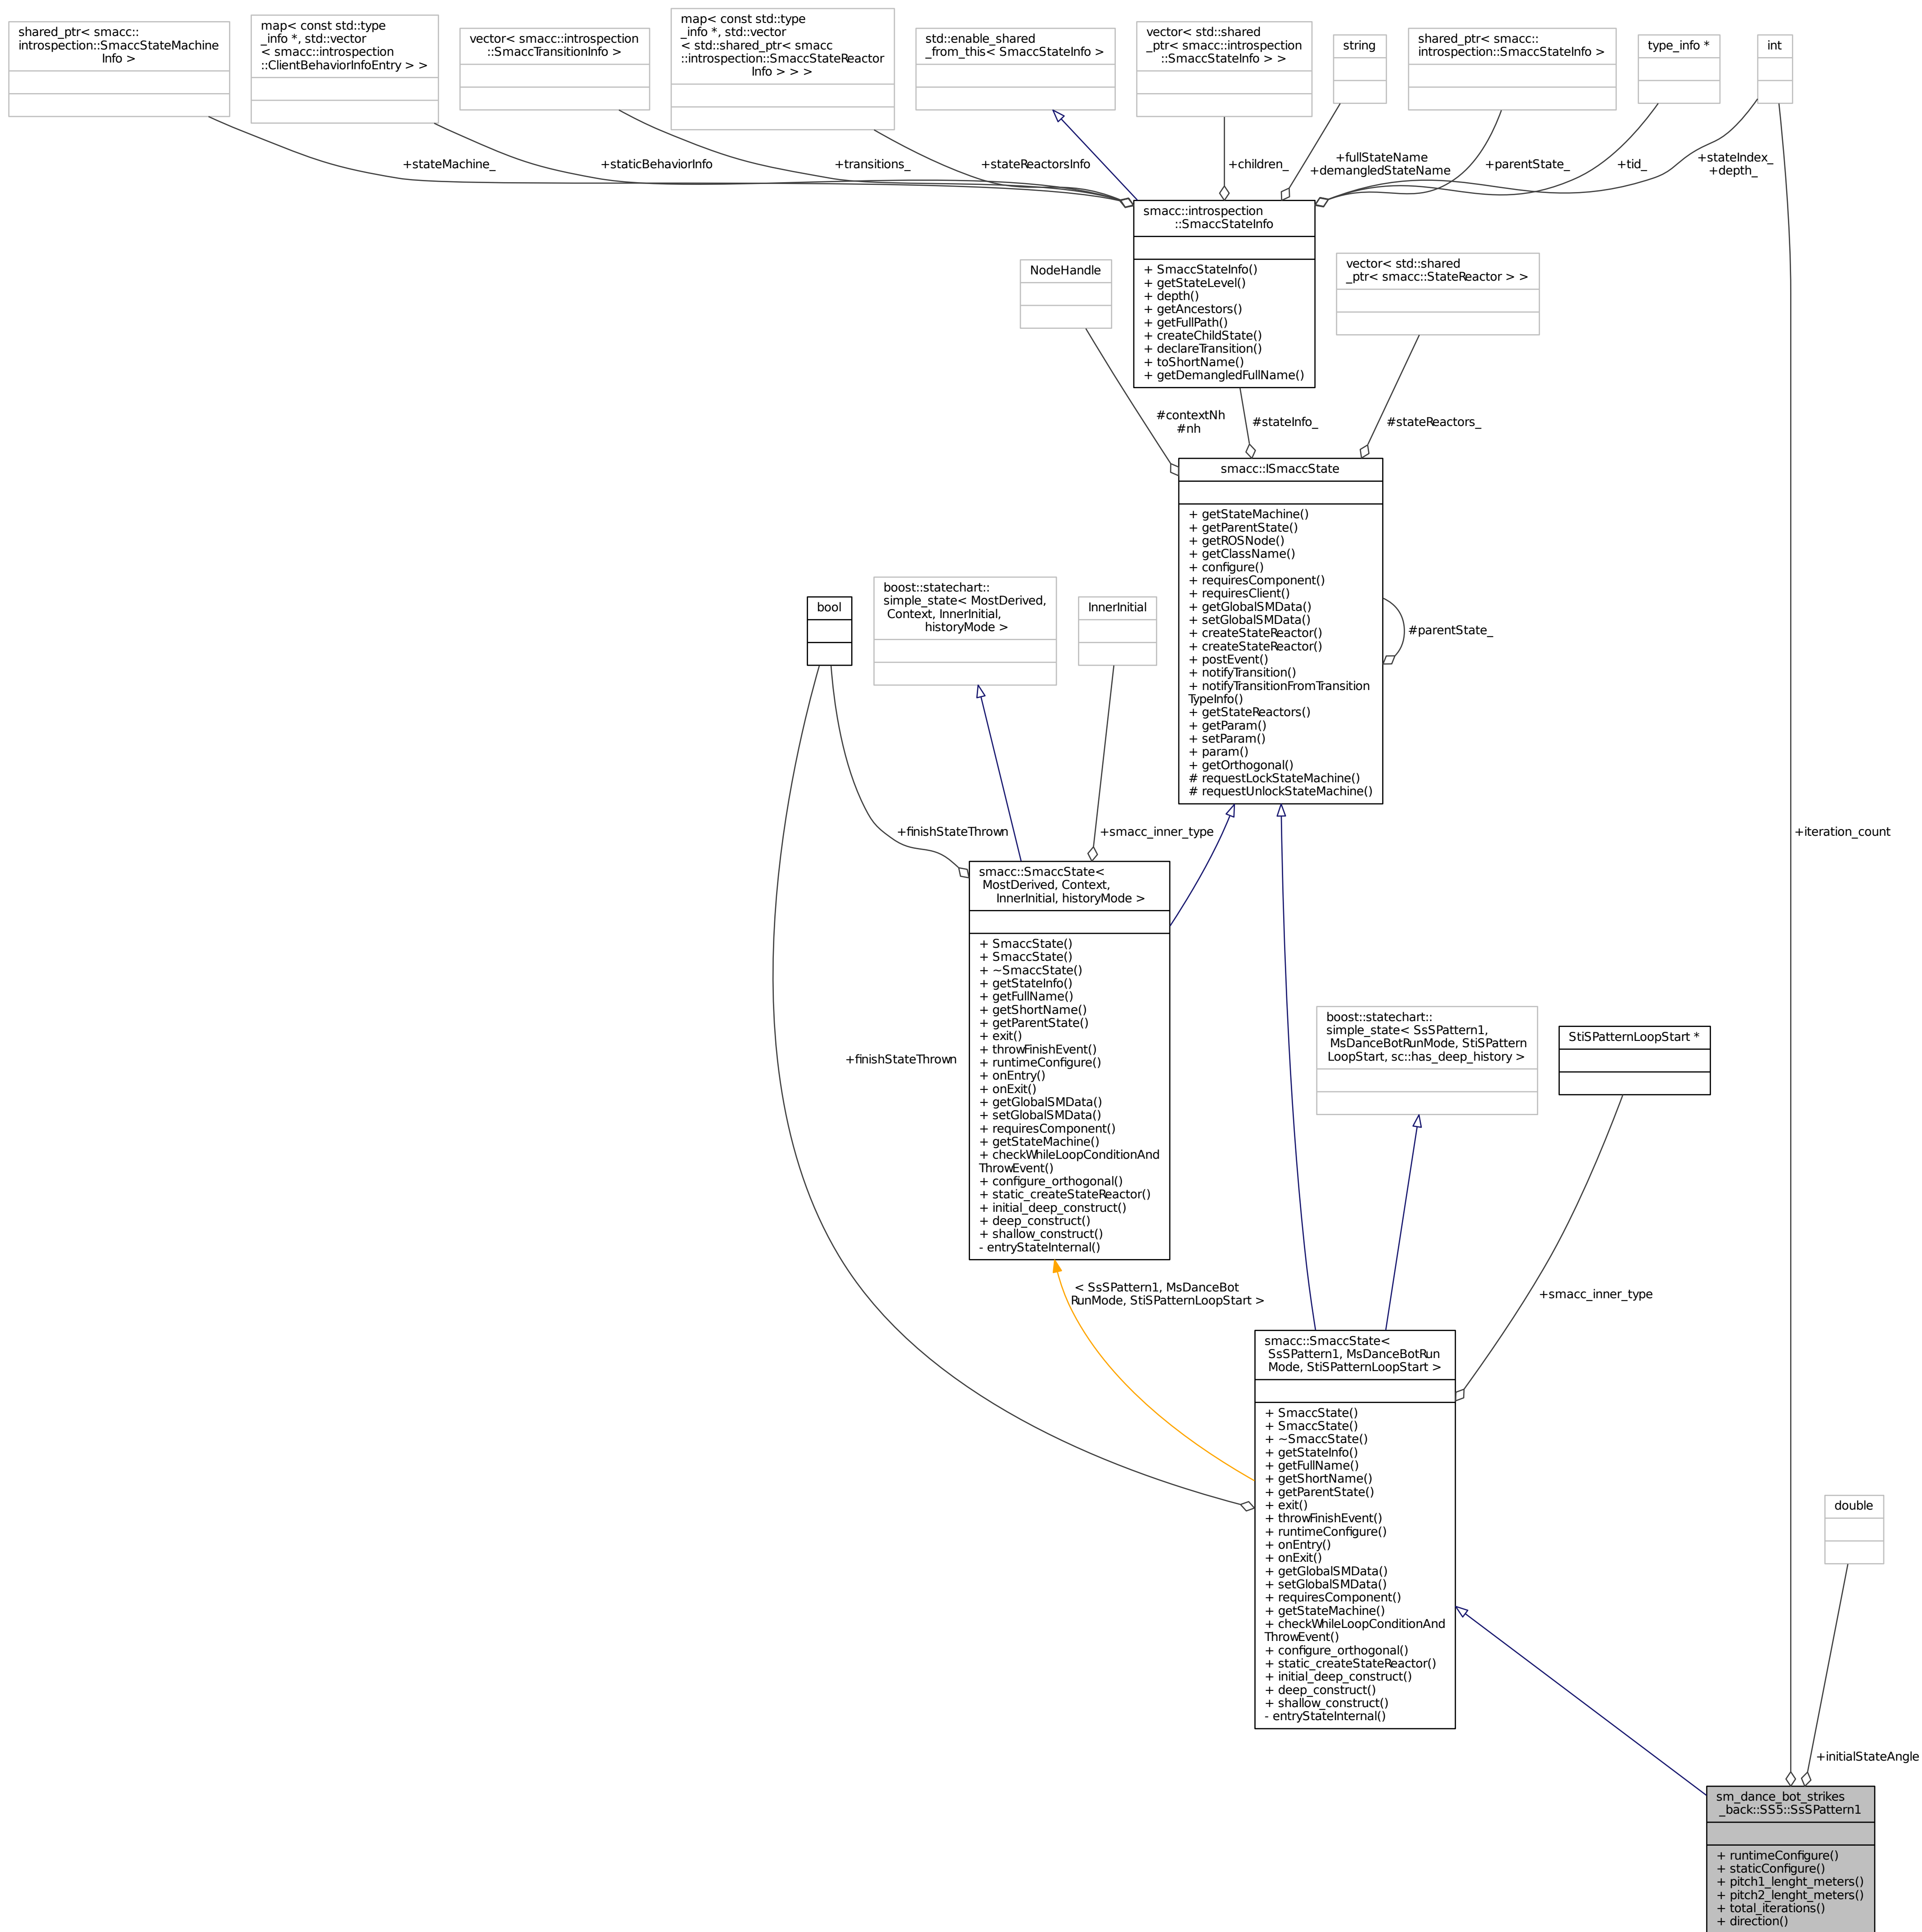 shared_ptr< smacc::
introspection::SmaccStateMachine
Info >
map< const std::type
_info *, std::vector
< smacc::introspection
::ClientBehaviorInfoEntry > >
vector< smacc::introspection
::SmaccTransitionInfo >
map< const std::type
_info *, std::vector
< std::shared_ptr< smacc
::introspection::SmaccStateReactor
Info > > >
std::enable_shared
_from_this< SmaccStateInfo >
vector< std::shared
_ptr< smacc::introspection
::SmaccStateInfo > >
string
shared_ptr< smacc::
introspection::SmaccStateInfo >
type_info *
int
+stateMachine_
+staticBehaviorInfo
+transitions_
+stateReactorsInfo
+children_
+fullStateName
+demangledStateName
+parentState_
+tid_
+stateIndex_
+depth_
smacc::introspection
::SmaccStateInfo
+ SmaccStateInfo()
+ getStateLevel()
+ depth()
+ getAncestors()
+ getFullPath()
+ createChildState()
+ declareTransition()
+ toShortName()
+ getDemangledFullName()
NodeHandle
vector< std::shared
_ptr< smacc::StateReactor > >
#contextNh
#nh
#stateInfo_
#stateReactors_
smacc::ISmaccState
+ getStateMachine()
+ getParentState()
+ getROSNode()
+ getClassName()
+ configure()
+ requiresComponent()
+ requiresClient()
+ getGlobalSMData()
+ setGlobalSMData()
+ createStateReactor()
+ createStateReactor()
+ postEvent()
+ notifyTransition()
+ notifyTransitionFromTransition
TypeInfo()
+ getStateReactors()
+ getParam()
+ setParam()
+ param()
+ getOrthogonal()
# requestLockStateMachine()
# requestUnlockStateMachine()
#parentState_
bool
boost::statechart::
simple_state< MostDerived,
Context, InnerInitial,
historyMode >
InnerInitial
+finishStateThrown
+smacc_inner_type
+iteration_count
smacc::SmaccState<
MostDerived, Context,
InnerInitial, historyMode >
+ SmaccState()
+ SmaccState()
+ ~SmaccState()
+ getStateInfo()
+ getFullName()
+ getShortName()
+ getParentState()
+ exit()
+ throwFinishEvent()
+ runtimeConfigure()
+ onEntry()
+ onExit()
+ getGlobalSMData()
+ setGlobalSMData()
+ requiresComponent()
+ getStateMachine()
+ checkWhileLoopConditionAnd
ThrowEvent()
+ configure_orthogonal()
+ static_createStateReactor()
+ initial_deep_construct()
+ deep_construct()
+ shallow_construct()
- entryStateInternal()
+finishStateThrown
boost::statechart::
simple_state< SsSPattern1,
MsDanceBotRunMode, StiSPattern
LoopStart, sc::has_deep_history >
StiSPatternLoopStart *
< SsSPattern1, MsDanceBot
RunMode, StiSPatternLoopStart >
+smacc_inner_type
smacc::SmaccState<
SsSPattern1, MsDanceBotRun
Mode, StiSPatternLoopStart >
+ SmaccState()
+ SmaccState()
+ ~SmaccState()
+ getStateInfo()
+ getFullName()
+ getShortName()
+ getParentState()
+ exit()
+ throwFinishEvent()
+ runtimeConfigure()
+ onEntry()
+ onExit()
+ getGlobalSMData()
+ setGlobalSMData()
+ requiresComponent()
+ getStateMachine()
+ checkWhileLoopConditionAnd
ThrowEvent()
+ configure_orthogonal()
+ static_createStateReactor()
+ initial_deep_construct()
+ deep_construct()
+ shallow_construct()
- entryStateInternal()
double
+initialStateAngle
sm_dance_bot_strikes
_back::SS5::SsSPattern1
+ runtimeConfigure()
+ staticConfigure()
+ pitch1_lenght_meters()
+ pitch2_lenght_meters()
+ total_iterations()
+ direction()